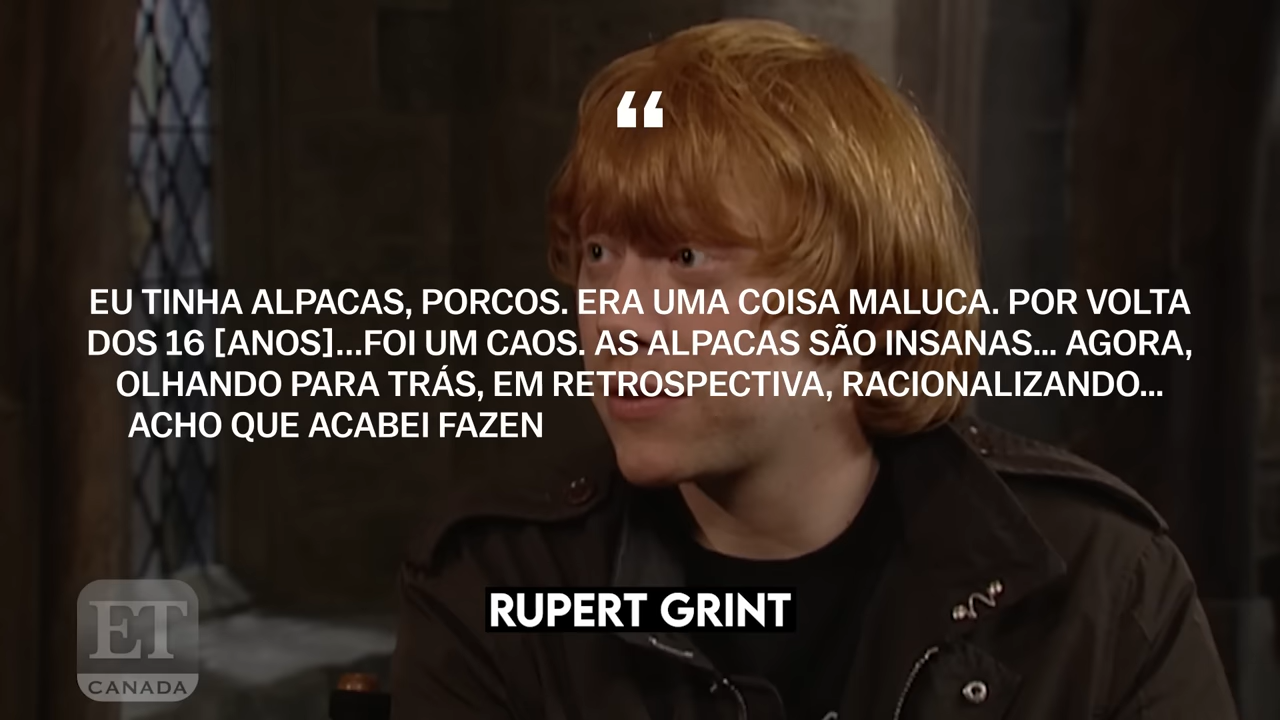 “
EU TINHA ALPACAS, PORCOS. ERA UMA COISA MALUCA. POR VOLTA
DOS 16 [ANOS]...FOI UM CAOS. AS ALPACAS SÃO INSANAS... AGORA,
OLHANDO PARA TRÁS, EM RETROSPECTIVA, RACIONALIZANDO...
ACHO QUE ACABEI FAZEN
RUPERT GRINT
ET
CANADA